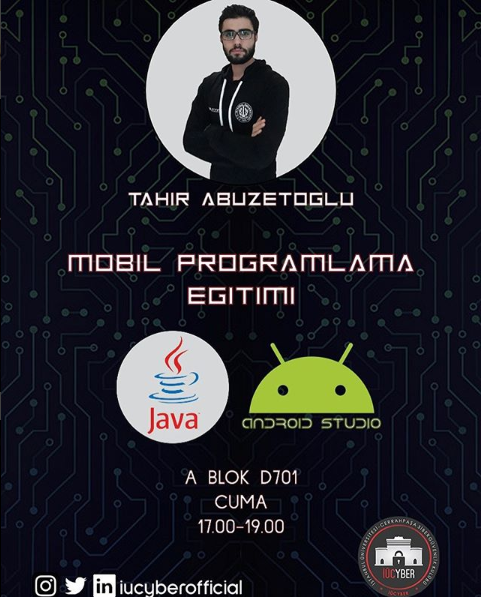 TAHIR ABUZETOGLU
MOBIL PROGRAMLAMA
EGITIMI
Java
ANDROID STUDIO
A BLOK D701
CUMA
17.00-19.00
iucyberofficial
IUCYBER